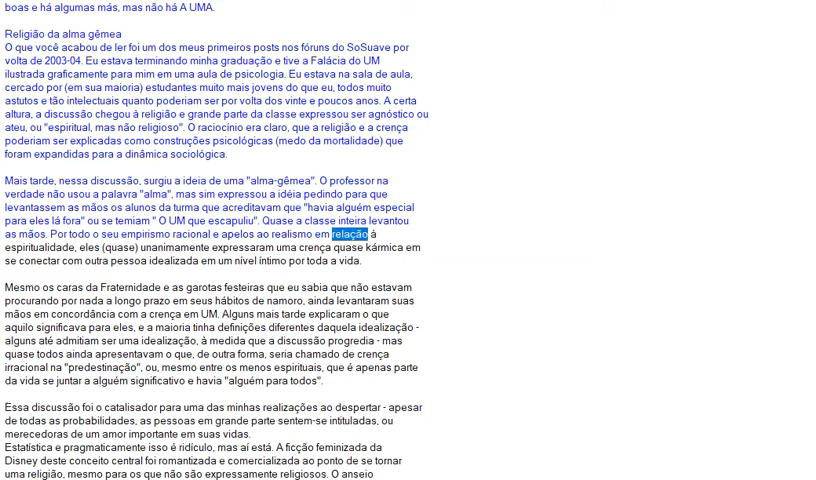 boas e há algumas más, mas não há A UMA.
Religião da alma gêmea
O que você acabou de ler foi um dos meus primeiros posts nos fóruns do SoSuave por
volta de 2003-04. Eu estava terminando minha graduação e tive a Falácia do UM
ilustrada graficamente para mim em uma aula de psicologia. Eu estava na sala de aula,
cercado por (em sua maioria) estudantes muito mais jovens do que eu, todos muito
astutos e tão intelectuais quanto poderiam ser por volta dos vinte e poucos anos. A certa
altura, a discussão chegou à religião e grande parte da classe expressou ser agnóstico ou
ateu, ou "espiritual, mas não religioso". O raciocínio era claro, que a religião e a crença
poderiam ser explicadas como construções psicológicas (medo da mortalidade) que
foram expandidas para a dinâmica sociológica.
Mais tarde, nessa discussão, surgiu a ideia de uma "alma-gêmea". O professor na
verdade não usou a palavra "alma", mas sim expressou a idéia pedindo para que
levantassem as mãos os alunos da turma que acreditavam que "havia alguém especial
para eles lá fora" ou se temiam " O UM que escapuliu". Quase a classe inteira levantou
as mãos. Por todo o seu empirismo racional e apelos ao realismo em relação à
espiritualidade, eles (quase) unanimamente expressaram uma crença quase kármica em
se conectar com outra pessoa idealizada em um nível íntimo por toda a vida.
Mesmo os caras da Fraternidade e as garotas festeiras que eu sabia que não estavam
procurando por nada a longo prazo em seus hábitos de namoro, ainda levantaram suas
mãos em concordância com a crença em UM. Alguns mais tarde explicaram o que
aquilo significava para eles, e a maioria tinha definições diferentes daquela idealização -
alguns até admitiam ser uma idealização, à medida que a discussão progredia - mas
quase todos ainda apresentavam o que, de outra forma, seria chamado de crença
irracional na "predestinação", ou, mesmo entre os menos espirituais, que é apenas parte
da vida se juntar a alguém significativo e havia "alguém para todos".
Essa discussão foi o catalisador para uma das minhas realizações ao despertar - apesar
de todas as probabilidades, as pessoas em grande parte sentem-se intituladas, ou
merecedoras de um amor importante em suas vidas.
Estatística e pragmaticamente isso é ridículo, mas aí está. A ficção feminizada da
Disney deste conceito central foi romantizada e comercializada ao ponto de se tornar
uma religião, mesmo para os que não são expressamente religiosos. O anseio